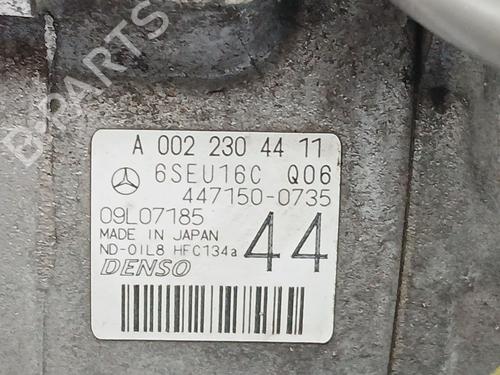 B-PARTS
A 002 230 44 11
6SEU16C Q06
447150-0735
09L07185
MADE IN JAPAN
ND-OIL8 HFC134a
44
DENSO